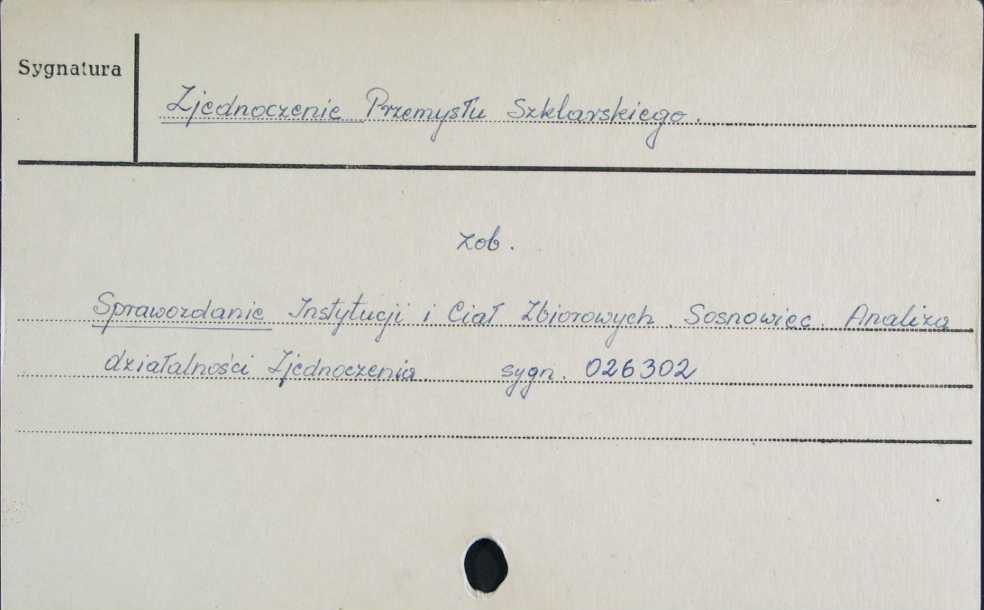 Sygnatura
Zjednoczenie Przemysłu Szklarskiego.
zob.
Sprawozdanie Instytucji i Ciał Zbiorowych. Sosnowiec. Analiza
działalności Zjednoczenia. sygn. 026302